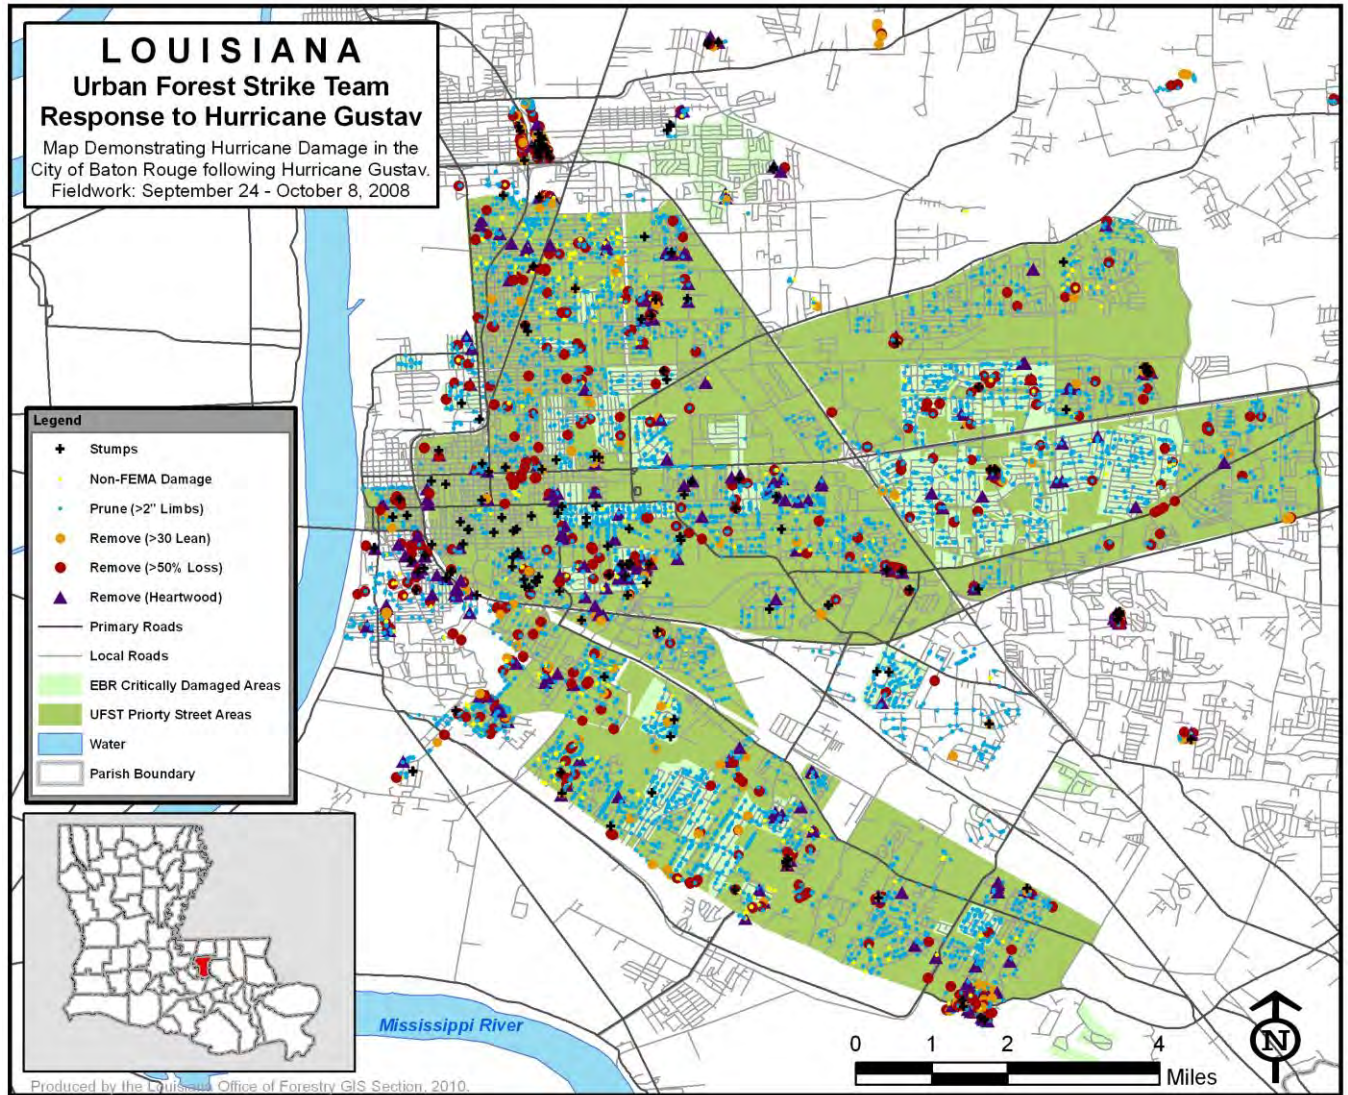 LOUISIANA
Urban Forest Strike Team
Response to Hurricane Gustav
Map Demonstrating Hurricane Damage in the
City of Baton Rouge following Hurricane Gustav.
Fieldwork: September 24 - October 8, 2008
Legend
Stumps
Non-FEMA Damage
Prune (>2" Limbs)
Remove (>30 Lean)
Remove (>50% Loss)
Remove (Heartwood)
Primary Roads
Local Roads
EBR Critically Damaged Areas
UFST Priorty Street Areas
Water
Parish Boundary
Mississippi River
0 1 2 4
Miles
N
Produced by the Louisiana Office of Forestry GIS Section, 2010.